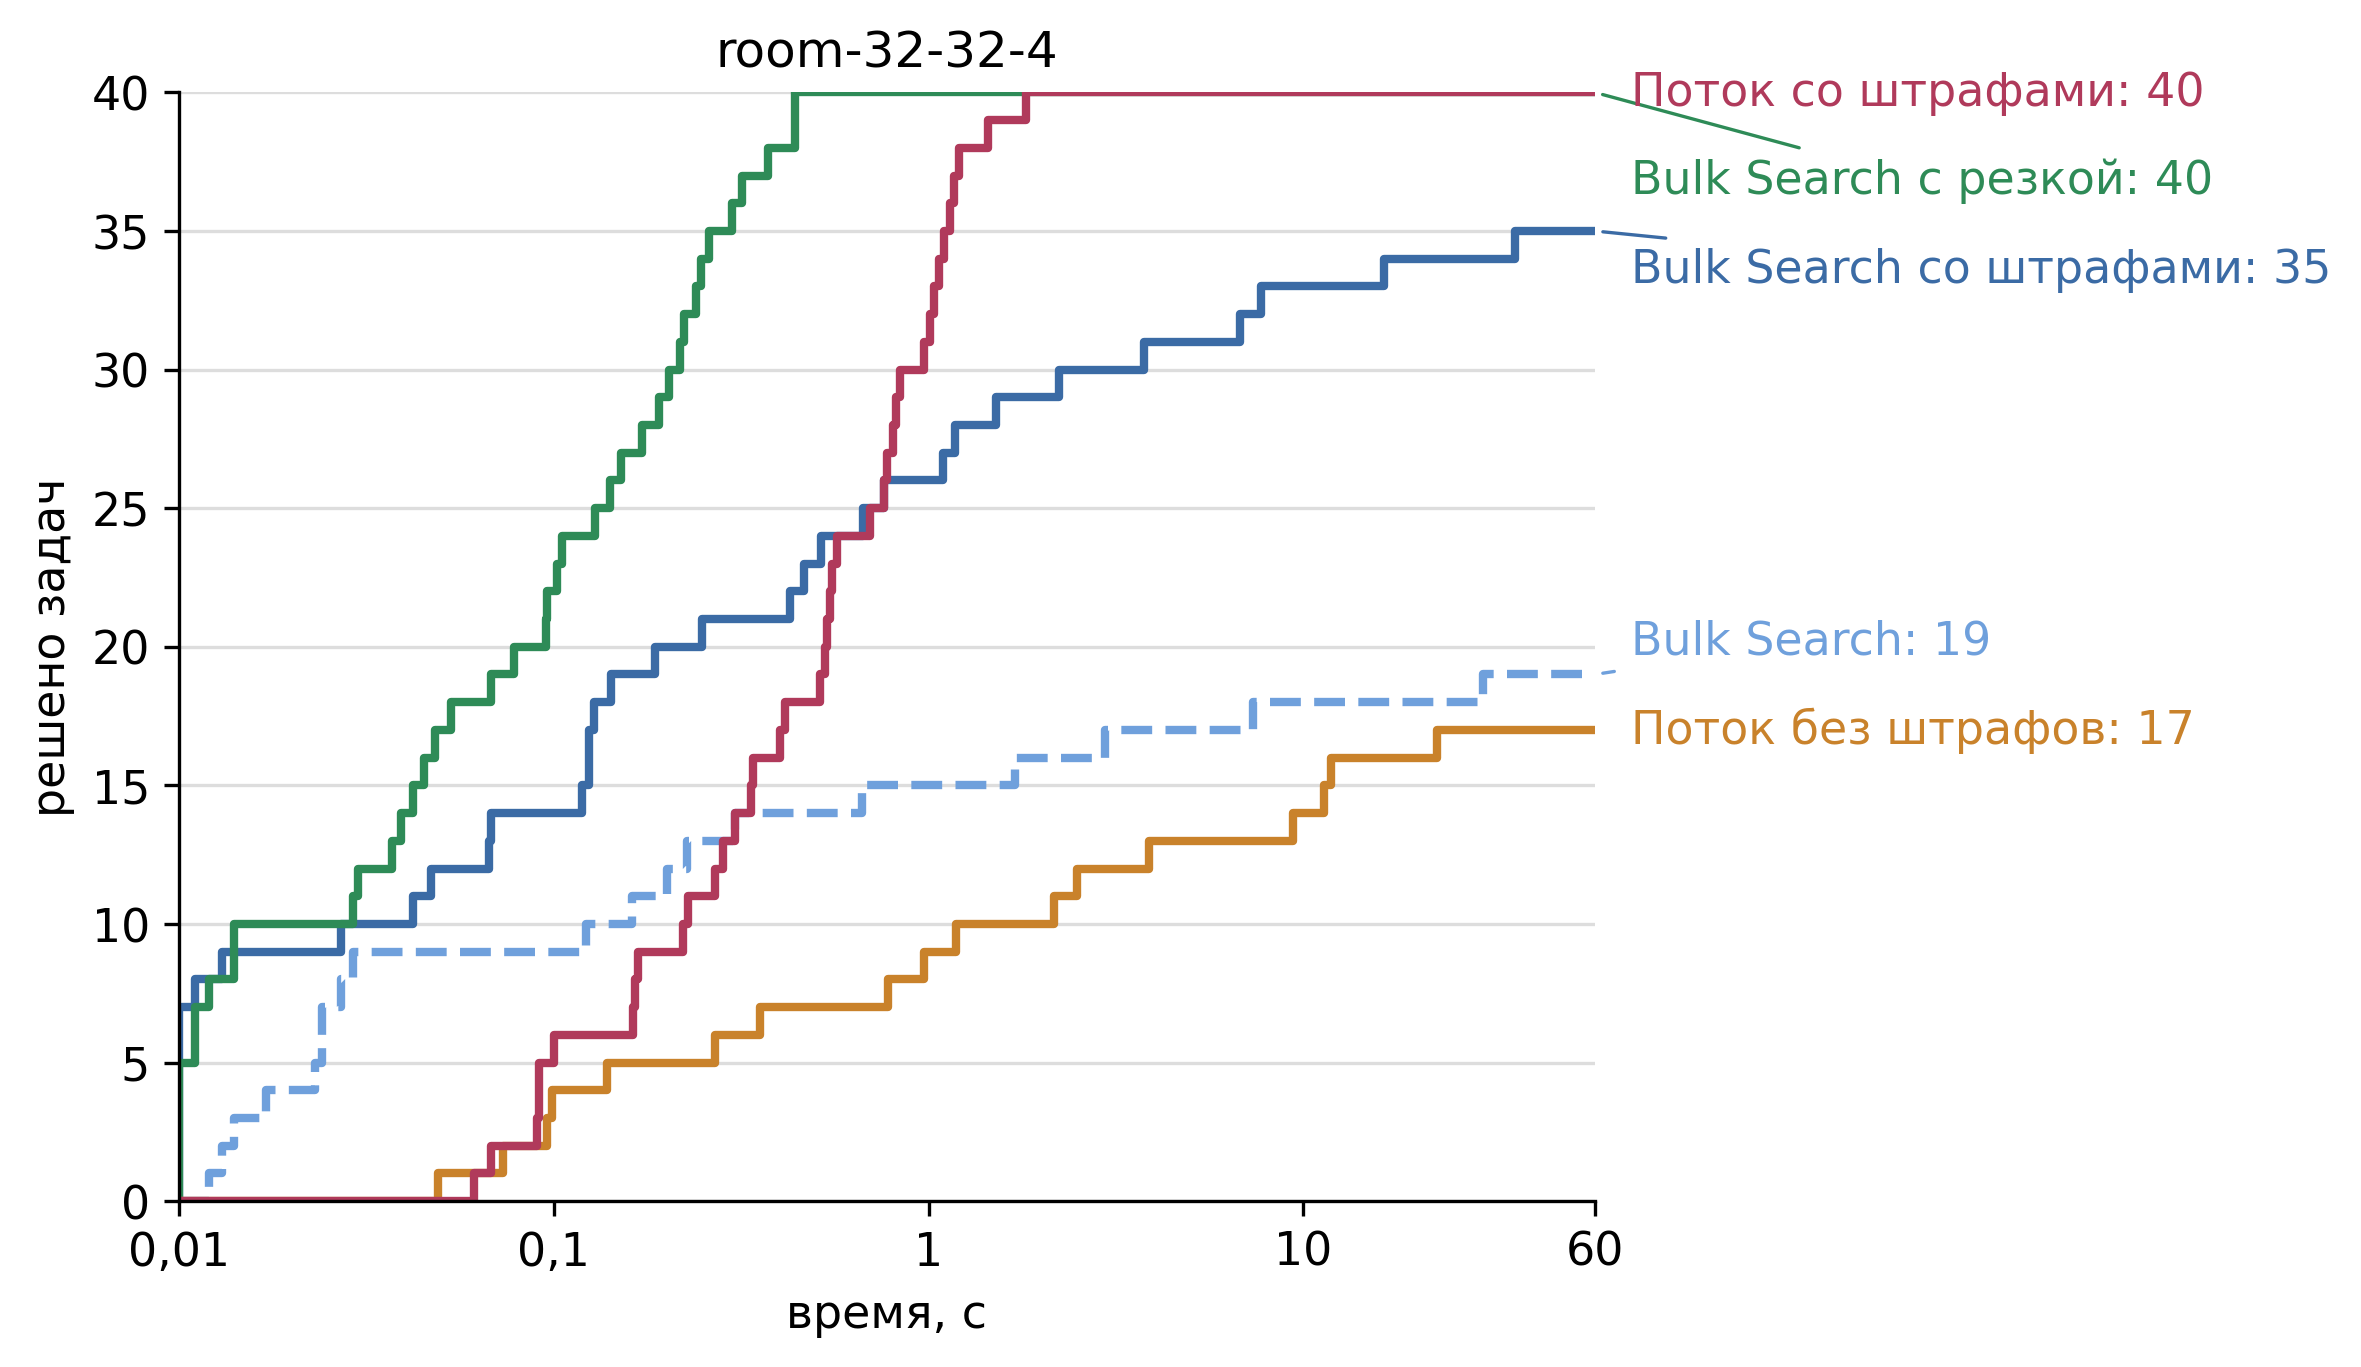 room-32-32-4
40
35
30
25
20
15
10
5
0
решено задач
0,01
0,1
1
10
60
время, с
Поток со штрафами: 40
Bulk Search с резкой: 40
Bulk Search со штрафами: 35
Bulk Search: 19
Поток без штрафов: 17